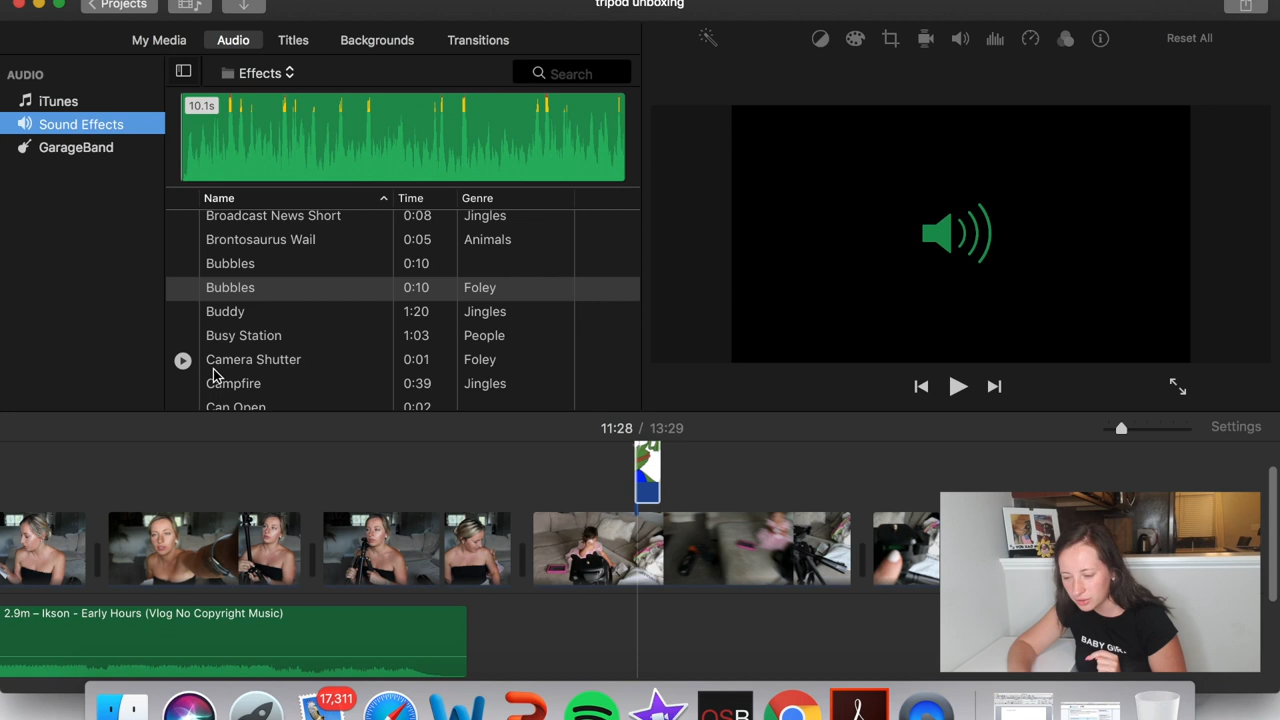 Projects
tripod unboxing
My Media Audio Titles Backgrounds Transitions
Reset All
AUDIO
iTunes
Sound Effects
GarageBand
Effects
Search
10.1s
Name Time Genre
Broadcast News Short 0:08 Jingles
Brontosaurus Wail 0:05 Animals
Bubbles 0:10
Bubbles 0:10 Foley
Buddy 1:20 Jingles
Busy Station 1:03 People
Camera Shutter 0:01 Foley
Campfire 0:39 Jingles
Can Open 0:02
11:28 / 13:29
Settings
2.9m – Ikson - Early Hours (Vlog No Copyright Music)
17,311